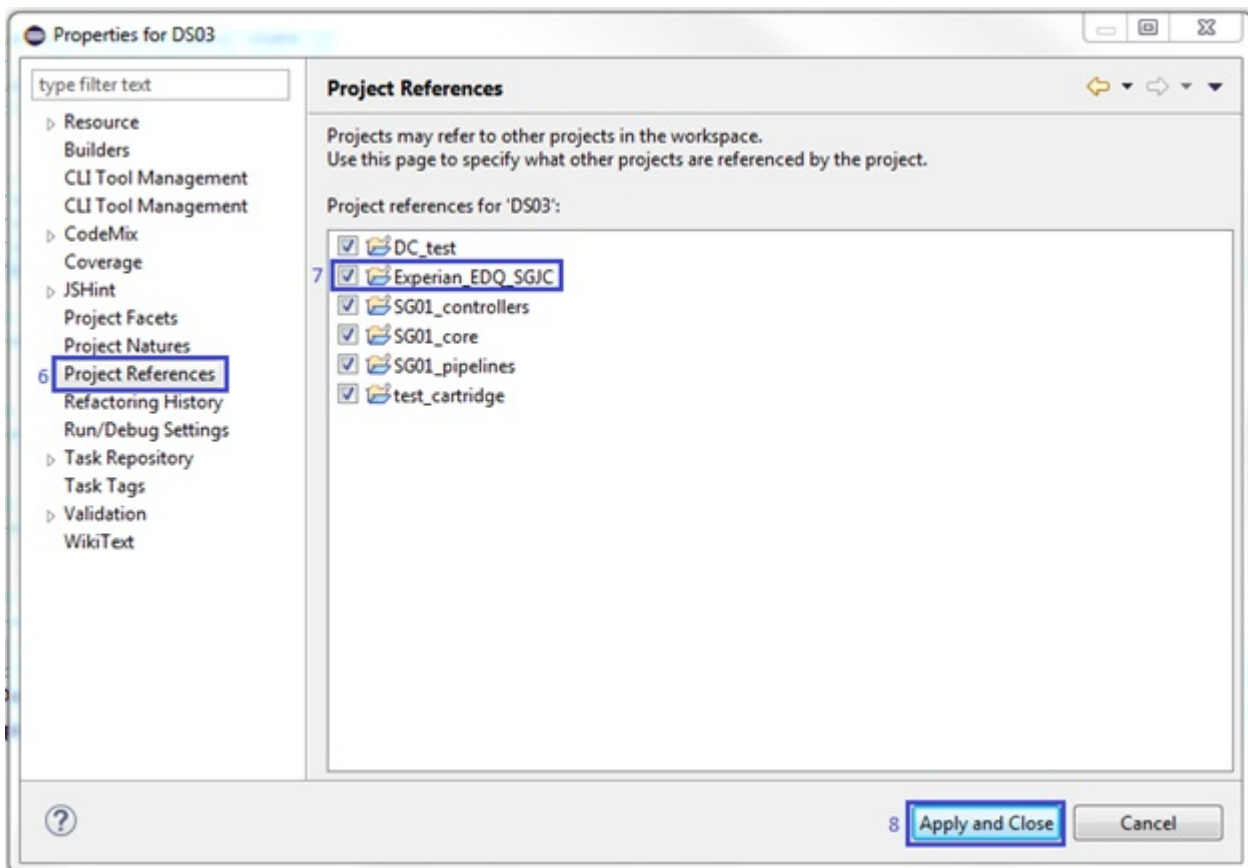 Properties for DS03
type filter text
Resource
Builders
CLI Tool Management
CLI Tool Management
CodeMix
Coverage
JSHint
Project Facets
Project Natures
6 Project References
Refactoring History
Run/Debug Settings
Task Repository
Task Tags
Validation
WikiText
Project References
Projects may refer to other projects in the workspace.
Use this page to specify what other projects are referenced by the project.
Project references for 'DS03':
DC_test
7 Experian_EDQ_SGJC
SG01_controllers
SG01_core
SG01_pipelines
test_cartridge
?
8 Apply and Close
Cancel